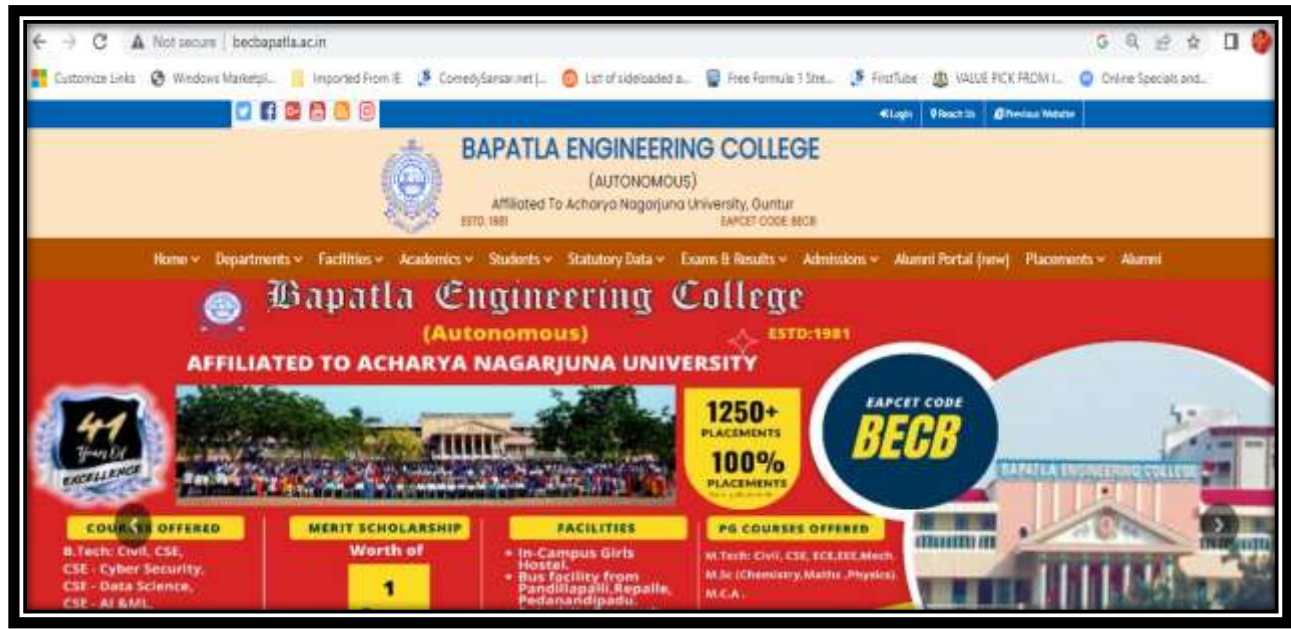 Not secure | becbapatla.ac.in
Customize Links Windows Marketpl... Imported From IE ComedySansar.net |... List of sideloaded a... Free Formula 1 Stre... FirstTube VALUE PICK FROM I... Online Specials and...
Login Reach Us Previous Website
BAPATLA ENGINEERING COLLEGE
(AUTONOMOUS)
Affiliated To Acharya Nagarjuna University, Guntur
ESTD: 1981 EAPCET CODE: BECB
Home Departments Facilities Academics Students Statutory Data Exams & Results Admissions Alumni Portal (new) Placements Alumni
Bapatla Engineering College
(Autonomous) ESTD:1981
AFFILIATED TO ACHARYA NAGARJUNA UNIVERSITY
41
Years Of
EXCELLENCE
1250+
PLACEMENTS
100%
PLACEMENTS
EAPCET CODE
BECB
BAPATLA ENGINEERING COLLEGE
COURSES OFFERED
B.Tech: Civil, CSE,
CSE - Cyber Security,
CSE - Data Science,
CSE - AI &ML,
MERIT SCHOLARSHIP
Worth of
1
FACILITIES
• In-Campus Girls
Hostel.
• Bus facility from
Pandillapalli,Repalle,
Pedanandipadu.
PG COURSES OFFERED
M.Tech: Civil, CSE, ECE,EEE,Mech.
M.Sc (Chemistry,Maths ,Physics).
M.C.A .